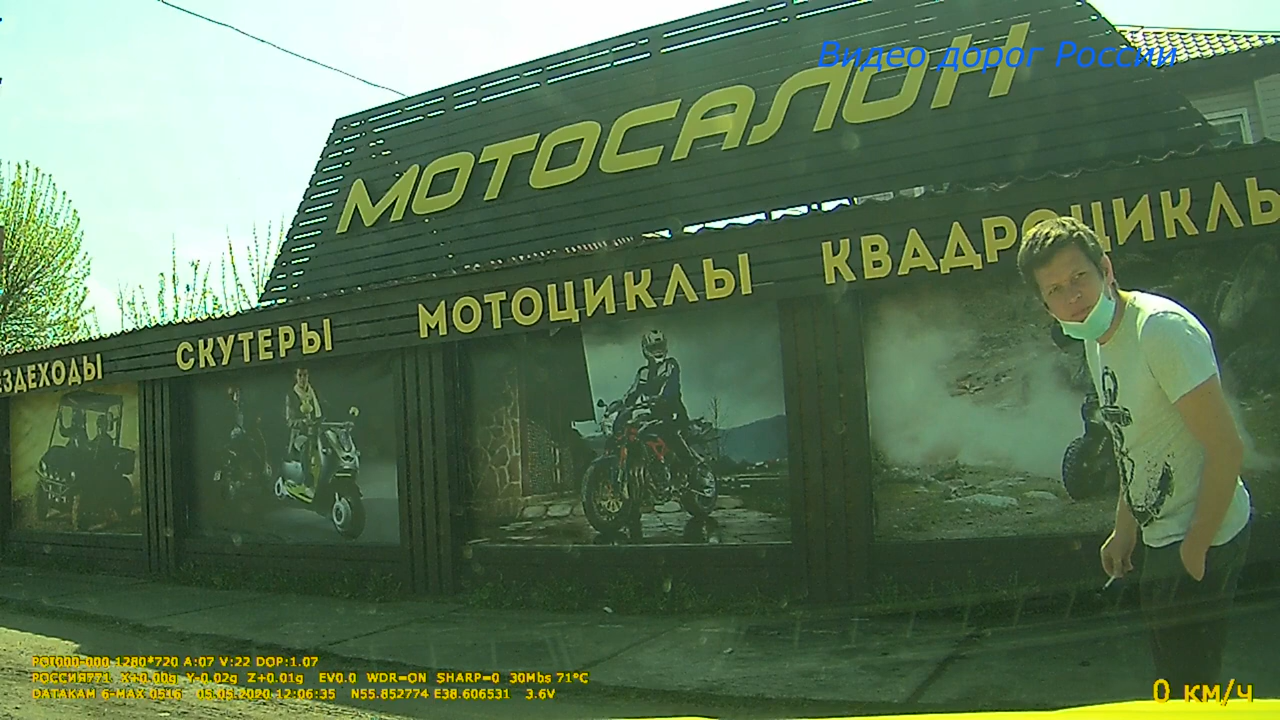 Видео дорог России
МОТОСАЛОН
КВАДРОЦИКЛЫ
МОТОЦИКЛЫ
СКУТЕРЫ
ЗДЕХОДЫ
POI000-000 1280*720 A:07 V:22 DOP:1.07
РОССИЯ771 X+0.00g Y-0.02g Z+0.01g EV0.0 WDR=ON SHARP=0 30Mbs 71°C
DATAKAM 6-MAX 0516 05.05.2020 12:06:35 N55.852774 E38.606531 3.6V
0 км/ч